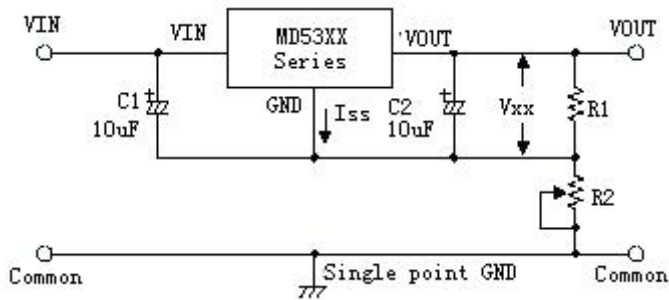 VIN
VIN
MD53XX
Series
VOUT
VOUT
C1
10uF
GND
Iss
C2
10uF
Vxx
R1
R2
Common
Single point GND
Common